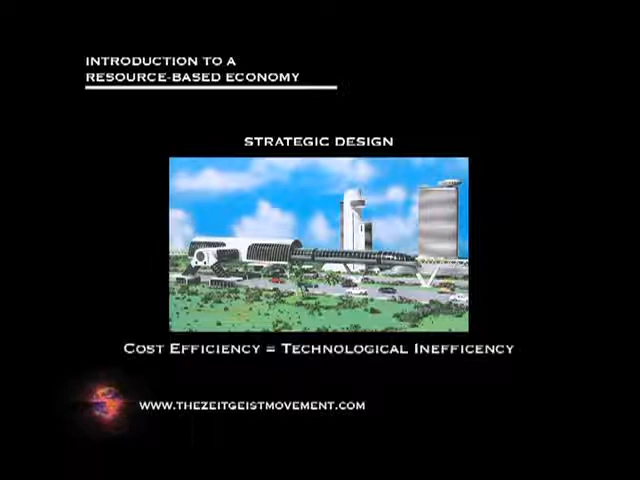 INTRODUCTION TO A
RESOURCE-BASED ECONOMY
STRATEGIC DESIGN
COST EFFICIENCY = TECHNOLOGICAL INEFFICENCY
WWW.THEZEITGEISTMOVEMENT.COM